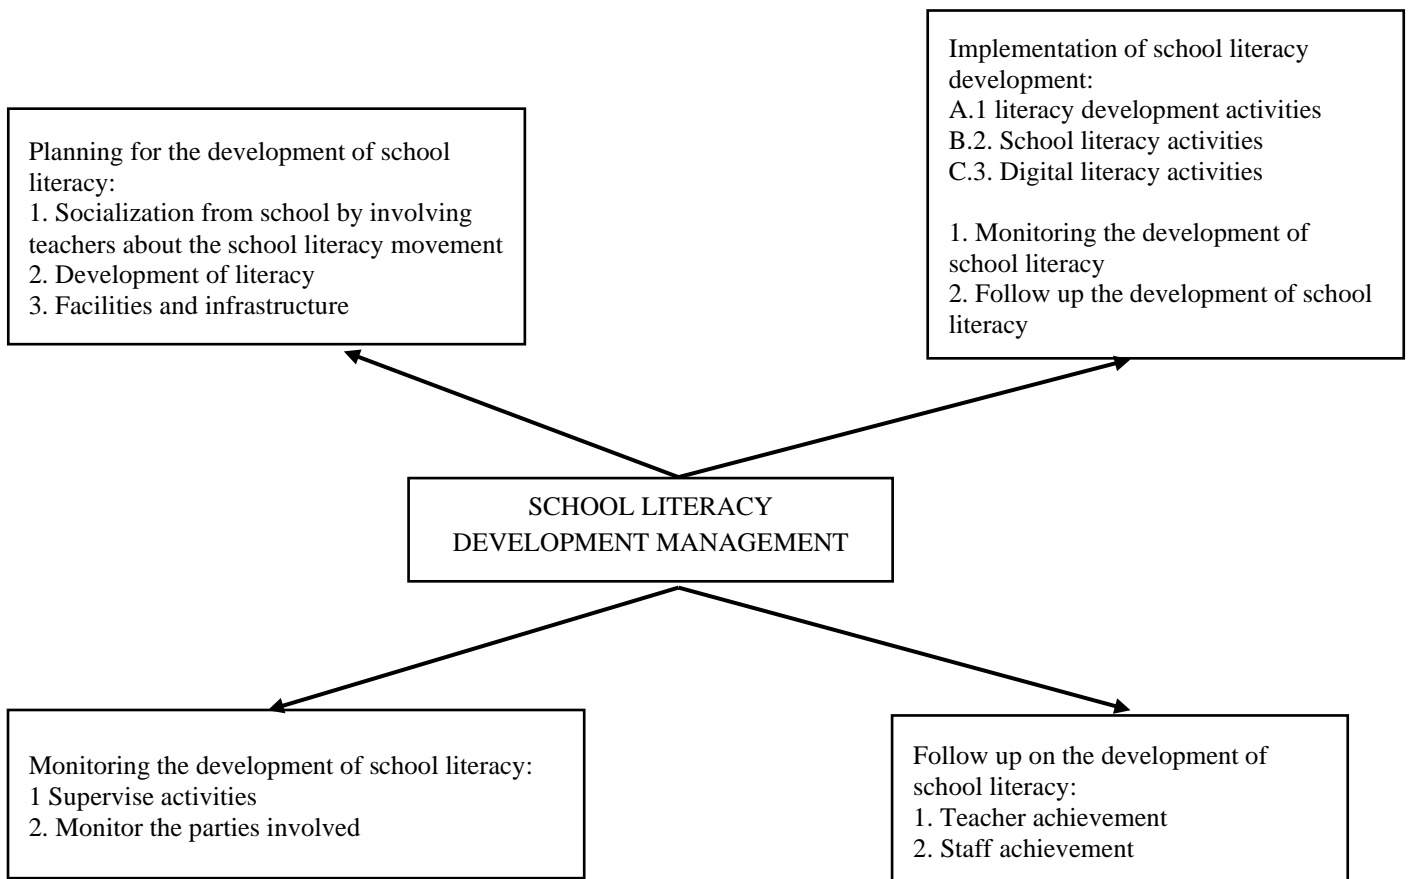 Planning for the development of school
literacy:
1. Socialization from school by involving
teachers about the school literacy movement
2. Development of literacy
3. Facilities and infrastructure
Implementation of school literacy
development:
A.1 literacy development activities
B.2. School literacy activities
C.3. Digital literacy activities
1. Monitoring the development of
school literacy
2. Follow up the development of school
literacy
SCHOOL LITERACY
DEVELOPMENT MANAGEMENT
Monitoring the development of school literacy:
1 Supervise activities
2. Monitor the parties involved
Follow up on the development of
school literacy:
1. Teacher achievement
2. Staff achievement